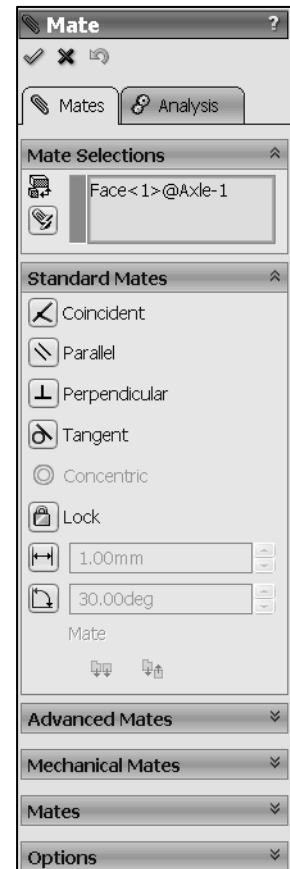 Mate ?
Mates Analysis
Mate Selections
Face<1>@Axle-1
Standard Mates
Coincident
Parallel
Perpendicular
Tangent
Concentric
Lock
1.00mm
30.00deg
Mate
Advanced Mates
Mechanical Mates
Mates
Options